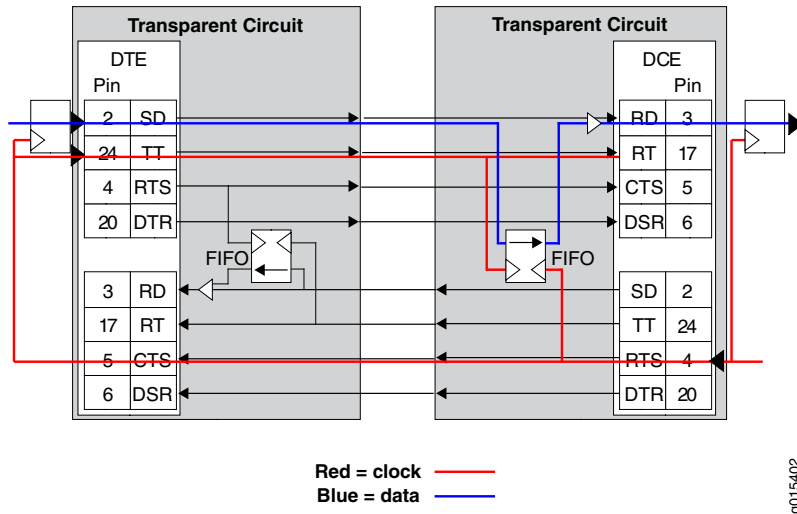 Transparent Circuit
Transparent Circuit
DTE
Pin
2 SD
24 TT
4 RTS
20 DTR
FIFO
3 RD
17 RT
5 CTS
6 DSR
DCE
Pin
RD 3
RT 17
CTS 5
DSR 6
FIFO
SD 2
TT 24
RTS 4
DTR 20
Red = clock
Blue = data
g015402